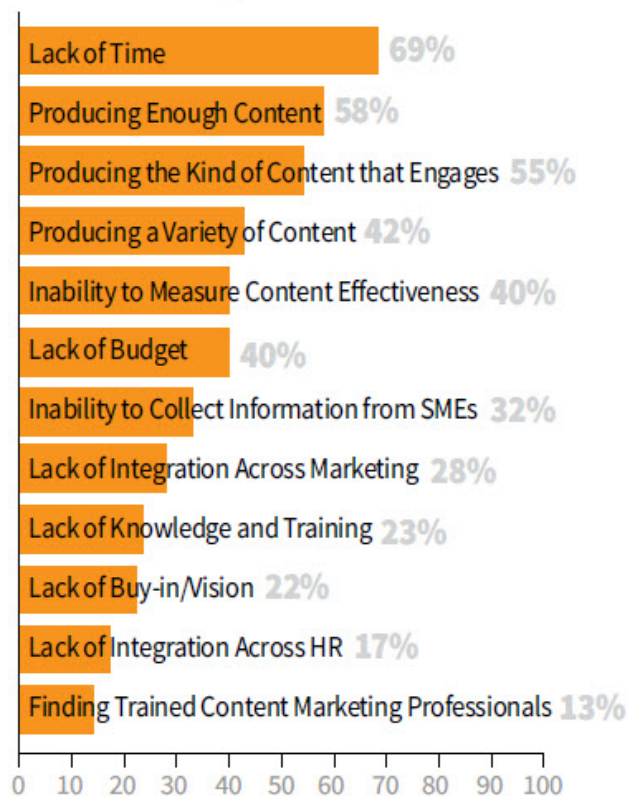 Lack of Time 69%
Producing Enough Content 58%
Producing the Kind of Content that Engages 55%
Producing a Variety of Content 42%
Inability to Measure Content Effectiveness 40%
Lack of Budget 40%
Inability to Collect Information from SMEs 32%
Lack of Integration Across Marketing 28%
Lack of Knowledge and Training 23%
Lack of Buy-in/Vision 22%
Lack of Integration Across HR 17%
Finding Trained Content Marketing Professionals 13%
0 10 20 30 40 50 60 70 80 90 100